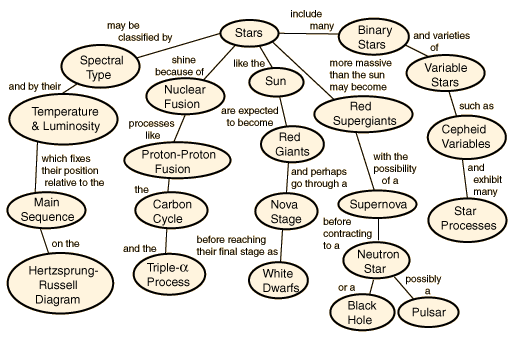 may be
classified by
Stars
include
many
Binary
Stars
and varieties
of
Spectral
Type
shine
because of
like the
more massive
than the sun
may become
Variable
Stars
and by their
Nuclear
Fusion
Sun
Temperature
& Luminosity
processes
like
are expected
to become
Red
Supergiants
such as
Cepheid
Variables
which fixes
their position
relative to the
Proton-Proton
Fusion
Red
Giants
with the
possibility
of a
and
exhibit
many
the
and perhaps
go through a
Main
Sequence
Carbon
Cycle
Nova
Stage
Supernova
Star
Processes
on the
and the
before reaching
their final stage as
before
contracting
to a
Hertzsprung-
Russell
Diagram
Triple-α
Process
White
Dwarfs
Neutron
Star
or a
possibly
a
Black
Hole
Pulsar